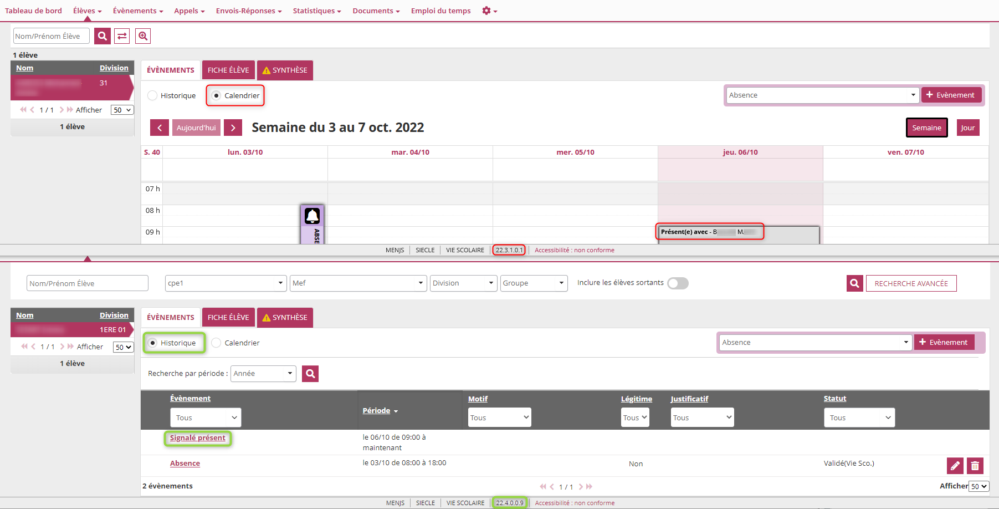 Tableau de bord Élèves Évènements Appels Envois-Réponses Statistiques Documents Emploi du temps
Nom/Prénom Élève
1 élève
Nom Division
31
1 / 1 Afficher 50
1 élève
ÉVÈNEMENTS FICHE ÉLÈVE SYNTHÈSE
Historique Calendrier
Absence + Evènement
Aujourd'hui Semaine du 3 au 7 oct. 2022 Semaine Jour
S. 40 lun. 03/10 mar. 04/10 mer. 05/10 jeu. 06/10 ven. 07/10
07 h
08 h
09 h
ABSE
Présent(e) avec - B M.
MENJS SIECLE VIE SCOLAIRE 22.3.1.0.1 Accessibilité : non conforme
Nom/Prénom Élève cpe1 Mef Division Groupe Inclure les élèves sortants RECHERCHE AVANCÉE
Nom Division
1ERE 01
1 / 1 Afficher 50
1 élève
ÉVÈNEMENTS FICHE ÉLÈVE SYNTHÈSE
Historique Calendrier
Absence + Evènement
Recherche par période : Année
Évènement Période Motif Légitime Justificatif Statut
Tous Tous Tous Tous Tous
Signalé présent le 06/10 de 09:00 à
maintenant
Absence le 03/10 de 08:00 à 18:00 Non Validé(Vie Sco.)
2 évènements 1 / 1 Afficher 50
MENJS SIECLE VIE SCOLAIRE 22.4.0.0.9 Accessibilité : non conforme